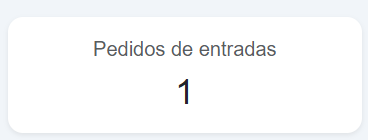 Pedidos de entradas
1